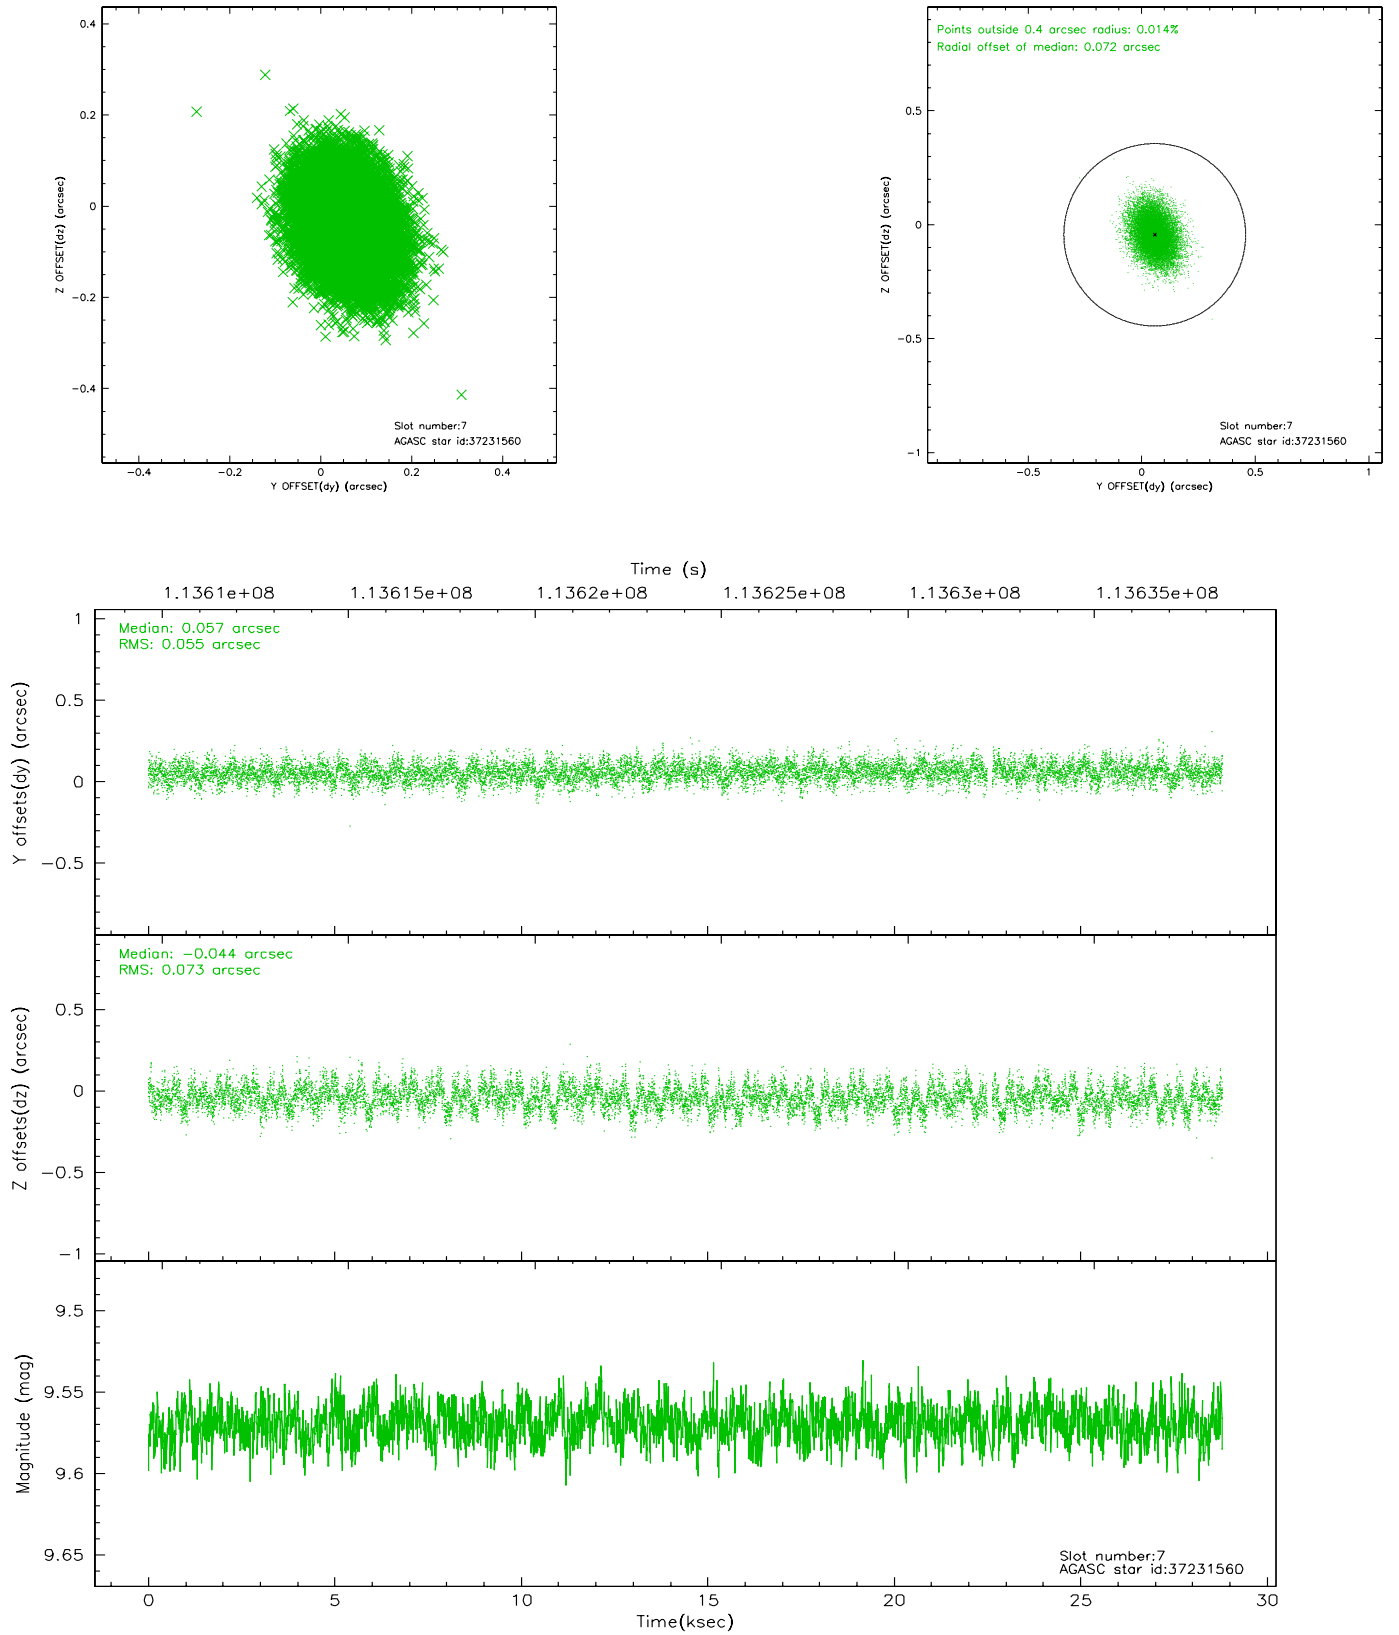 0.4
0.2
0
−0.2
−0.4
Z OFFSET(dz) (arcsec)
−0.4
−0.2
0
0.2
0.4
Y OFFSET(dy) (arcsec)
Slot number:7
AGASC star id:37231560
Points outside 0.4 arcsec radius: 0.014%
Radial offset of median: 0.072 arcsec
0.5
0
−0.5
−1
Z OFFSET(dz) (arcsec)
−0.5
0
0.5
1
Y OFFSET(dy) (arcsec)
Slot number:7
AGASC star id:37231560
Time (s)
1.1361e+08
1.13615e+08
1.1362e+08
1.13625e+08
1.1363e+08
1.13635e+08
Median: 0.057 arcsec
RMS: 0.055 arcsec
1
0.5
0
−0.5
Y offsets(dy) (arcsec)
Median: −0.044 arcsec
RMS: 0.073 arcsec
0.5
0
−0.5
−1
Z offsets(dz) (arcsec)
9.5
9.55
9.6
9.65
Magnitude (mag)
Slot number:7
AGASC star id:37231560
0
5
10
15
20
25
30
Time(ksec)